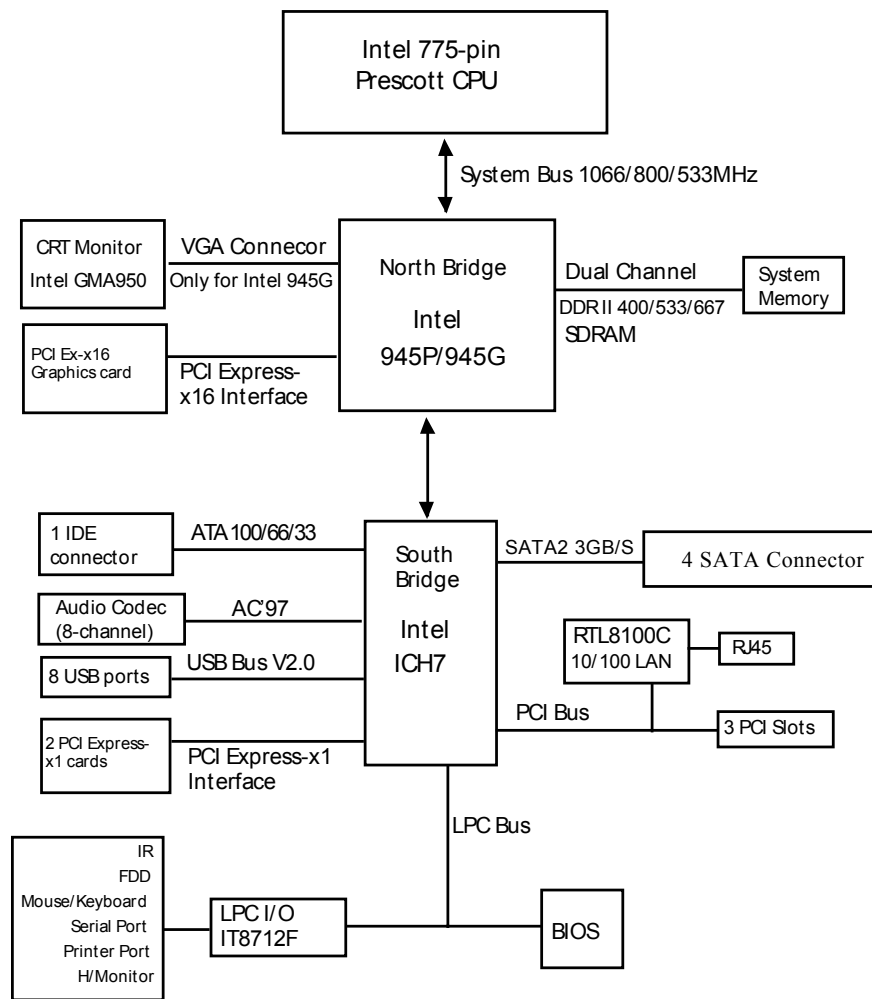 Intel 775-pin
Prescott CPU
System Bus 1066/800/533MHz
CRT Monitor
Intel GMA950
VGA Connecor
Only for Intel 945G
North Bridge
Intel
945P/945G
Dual Channel
DDR II 400/533/667
SDRAM
System
Memory
PCI Ex-x16
Graphics card
PCI Express-
x16 Interface
1 IDE
connector
ATA 100/66/33
South
Bridge
Intel
ICH7
SATA2 3GB/S
4 SATA Connector
Audio Codec
(8-channel)
AC'97
8 USB ports
USB Bus V2.0
RTL8100C
10/100 LAN
RJ45
PCI Bus
3 PCI Slots
2 PCI Express-
x1 cards
PCI Express-x1
Interface
LPC Bus
IR
FDD
Mouse/Keyboard
Serial Port
Printer Port
H/Monitor
LPC I/O
IT8712F
BIOS